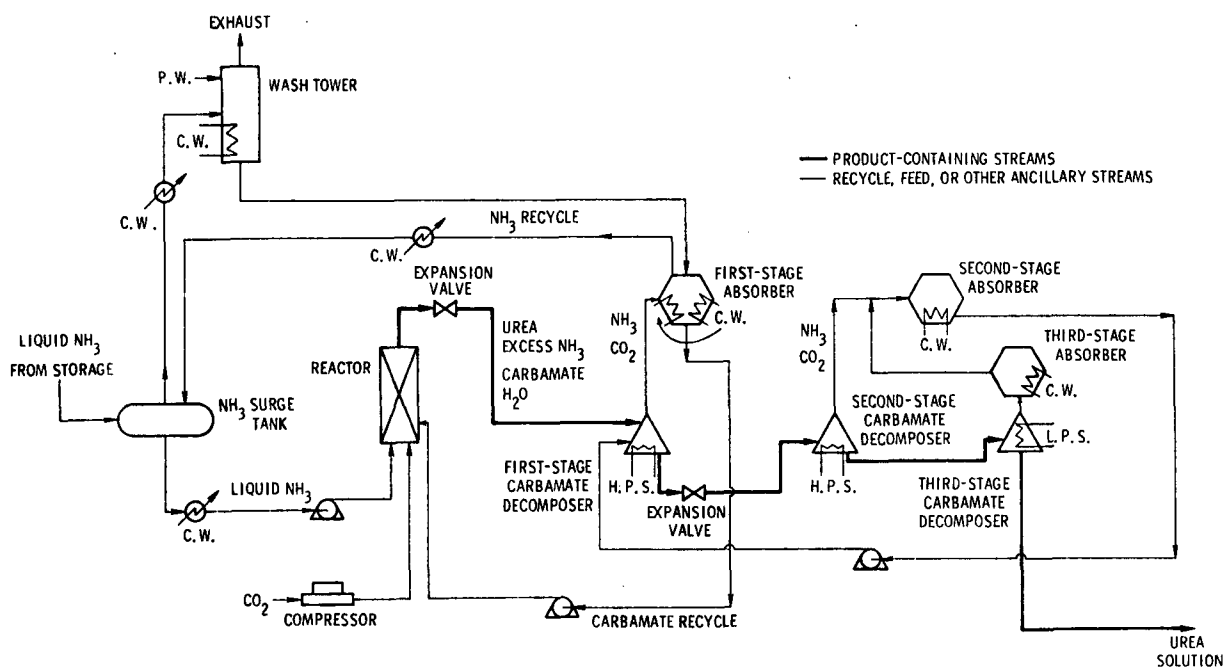 EXHAUST
P.W.
WASH TOWER
C.W.
C.W.
PRODUCT-CONTAINING STREAMS
RECYCLE, FEED, OR OTHER ANCILLARY STREAMS
NH3 RECYCLE
C.W.
EXPANSION
VALVE
FIRST-STAGE
ABSORBER
C.W.
SECOND-STAGE
ABSORBER
C.W.
NH3
CO2
NH3
CO2
THIRD-STAGE
ABSORBER
C.W.
LIQUID NH3
FROM STORAGE
REACTOR
UREA
EXCESS NH3
CARBAMATE
H2O
NH3 SURGE
TANK
SECOND-STAGE
CARBAMATE
DECOMPOSER
L.P.S.
LIQUID NH3
C.W.
FIRST-STAGE
CARBAMATE
DECOMPOSER
H.P.S.
EXPANSION
VALVE
H.P.S.
THIRD-STAGE
CARBAMATE
DECOMPOSER
CO2
COMPRESSOR
CARBAMATE RECYCLE
UREA
SOLUTION